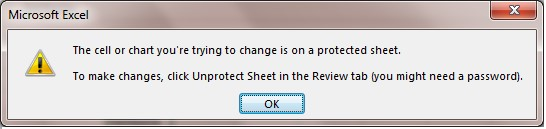 Microsoft Excel
The cell or chart you're trying to change is on a protected sheet.
To make changes, click Unprotect Sheet in the Review tab (you might need a password).
OK